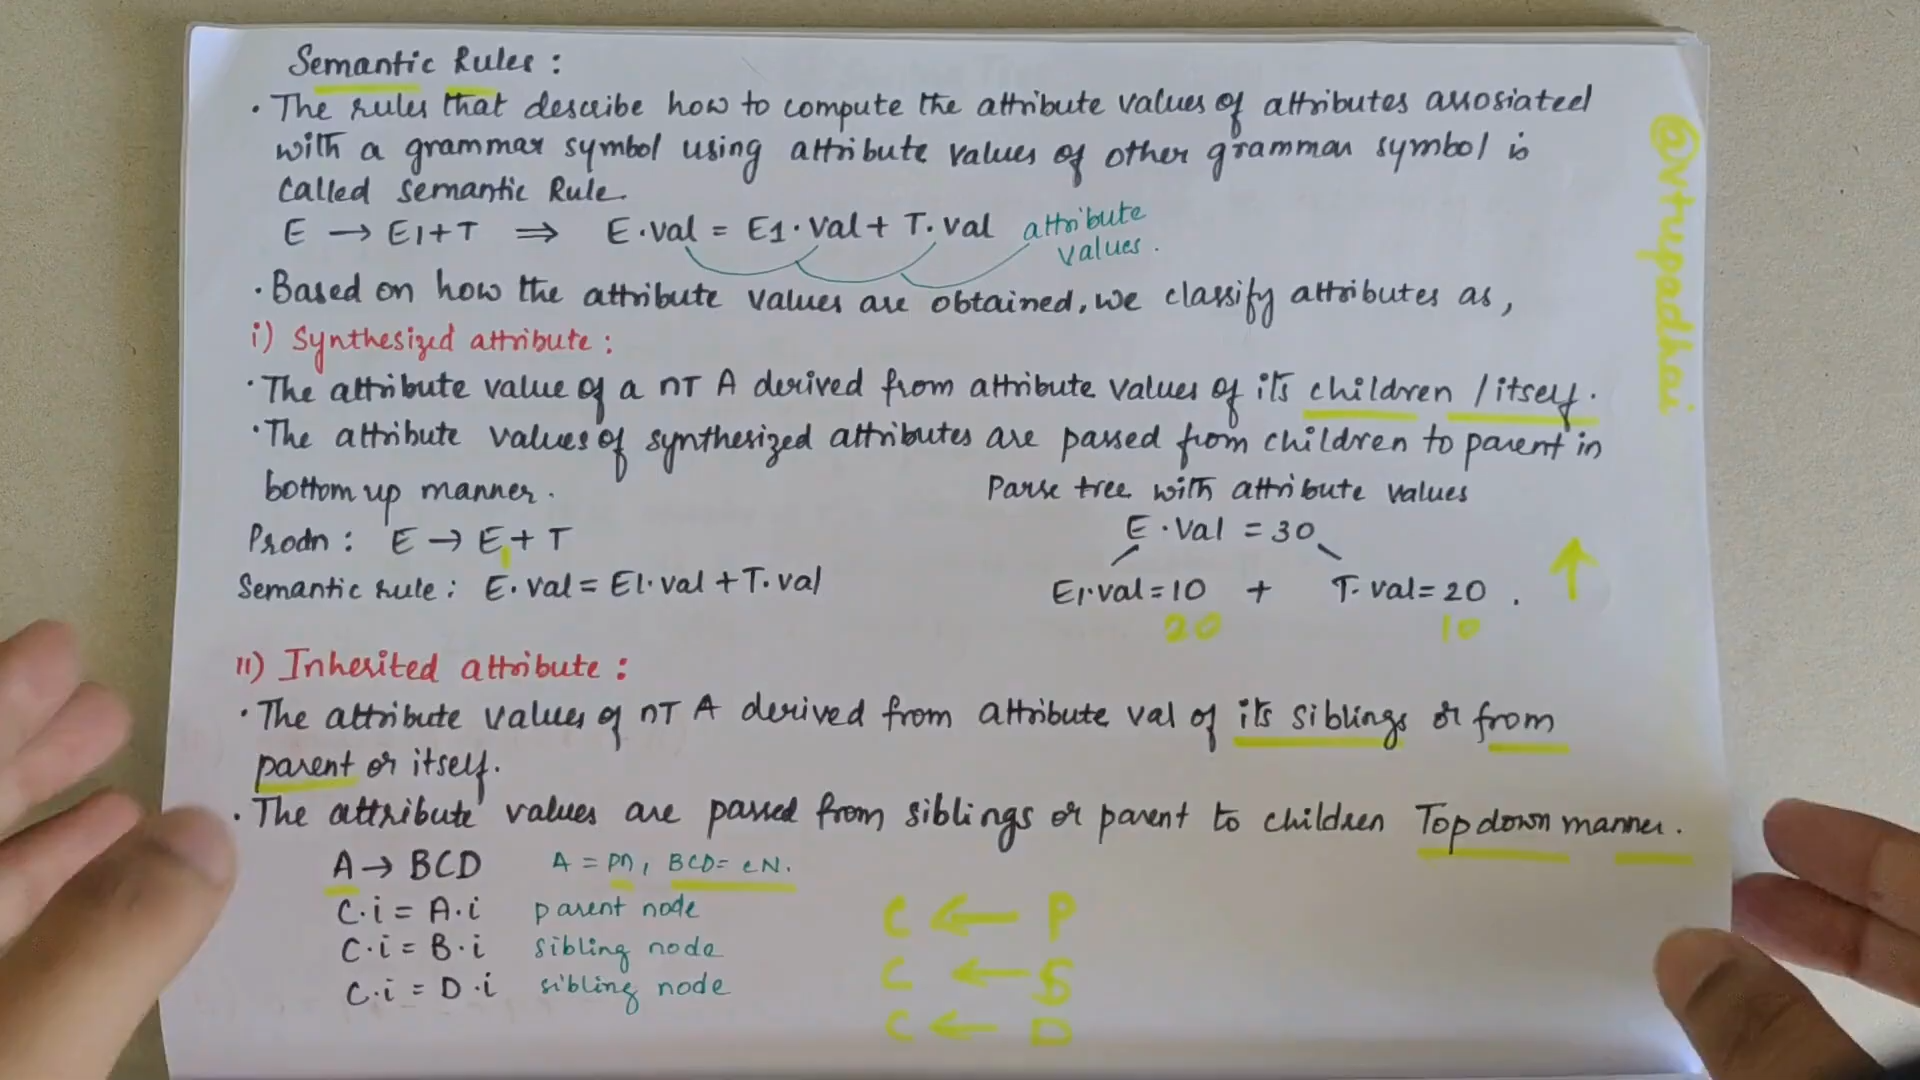 Semantic Rules :
· The rules that describe how to compute the attribute values of attributes assosiated
with a grammar symbol using attribute values of other grammar symbol is
called semantic Rule.
E → E1+T ⇒ E.val = E1.val + T.val attribute
values.
· Based on how the attribute values are obtained, we classify attributes as,
i) Synthesized attribute :
· The attribute value of a nT A derived from attribute values of its children / itself.
· The attribute values of synthesized attributes are passed from children to parent in
bottom up manner.
Parse tree with attribute values
Prodn : E → E1+ T
E.val = 30
Semantic rule : E.val = E1.val + T.val
E1.val = 10 + T.val = 20 .
20 10
II) Inherited attribute :
· The attribute values of nT A derived from attribute val of its siblings or from
parent or itself.
· The attribute values are passed from siblings or parent to children Top down manner.
A → BCD A = PN, BCD = CN.
C.i = A.i parent node
C ← P
C.i = B.i sibling node
C ← S
C.i = D.i sibling node
C ← D
@vtupadhai